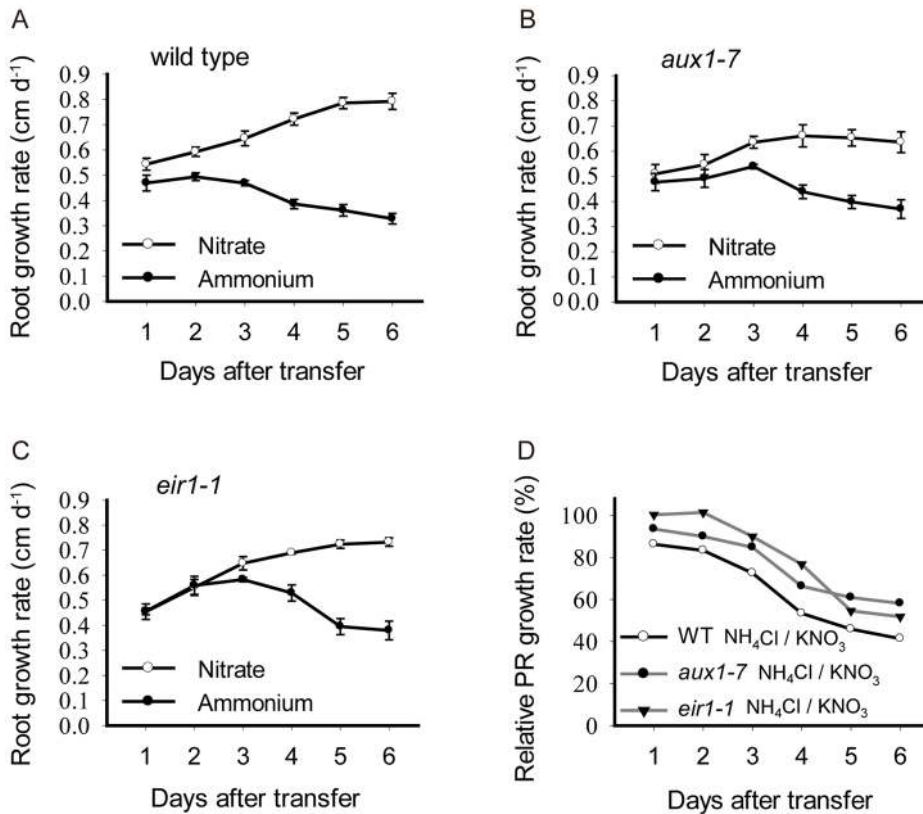 A
wild type
Root growth rate (cm d⁻¹)
0.9
0.8
0.7
0.6
0.5
0.4
0.3
0.2
0.1
0.0
Nitrate
Ammonium
1 2 3 4 5 6
Days after transfer
B
aux1-7
Root growth rate (cm d⁻¹)
0.9
0.8
0.7
0.6
0.5
0.4
0.3
0.2
0.1
0 0.0
Nitrate
Ammonium
1 2 3 4 5 6
Days after transfer
C
eir1-1
Root growth rate (cm d⁻¹)
0.9
0.8
0.7
0.6
0.5
0.4
0.3
0.2
0.1
0.0
Nitrate
Ammonium
1 2 3 4 5 6
Days after transfer
D
Relative PR growth rate (%)
100
80
60
40
20
0
WT NH₄Cl / KNO₃
aux1-7 NH₄Cl / KNO₃
eir1-1 NH₄Cl / KNO₃
1 2 3 4 5 6
Days after transfer